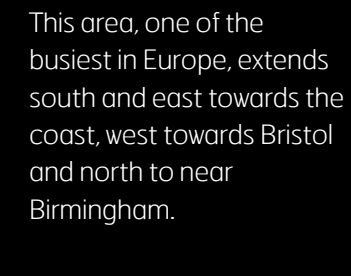 This area, one of the
busiest in Europe, extends
south and east towards the
coast, west towards Bristol
and north to near
Birmingham.